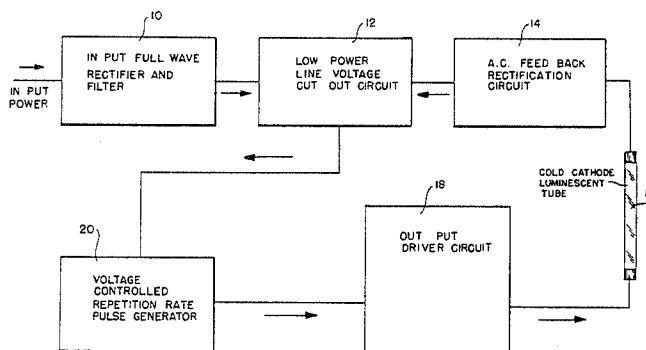 10
IN PUT FULL WAVE
RECTIFIER AND
FILTER
IN PUT
POWER
12
LOW POWER
LINE VOLTAGE
CUT OUT CIRCUIT
14
A.C. FEED BACK
RECTIFICATION
CIRCUIT
COLD CATHODE
LUMINESCENT
TUBE
18
OUT PUT
DRIVER CIRCUIT
20
VOLTAGE
CONTROLLED
REPETITION RATE
PULSE GENERATOR